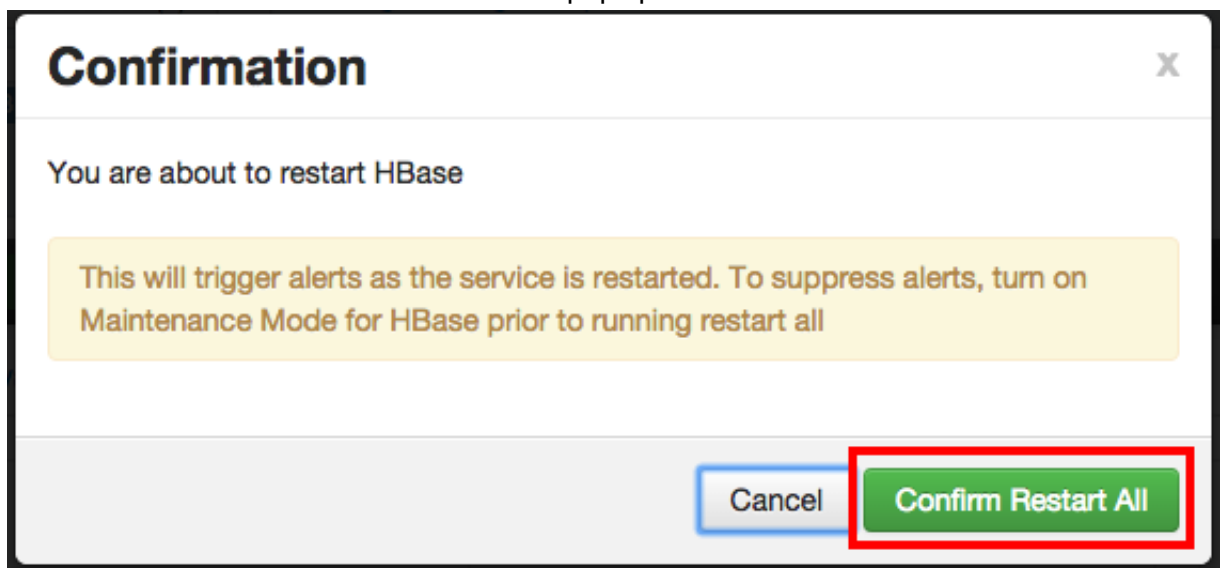 Confirmation
x
You are about to restart HBase
This will trigger alerts as the service is restarted. To suppress alerts, turn on
Maintenance Mode for HBase prior to running restart all
Cancel
Confirm Restart All